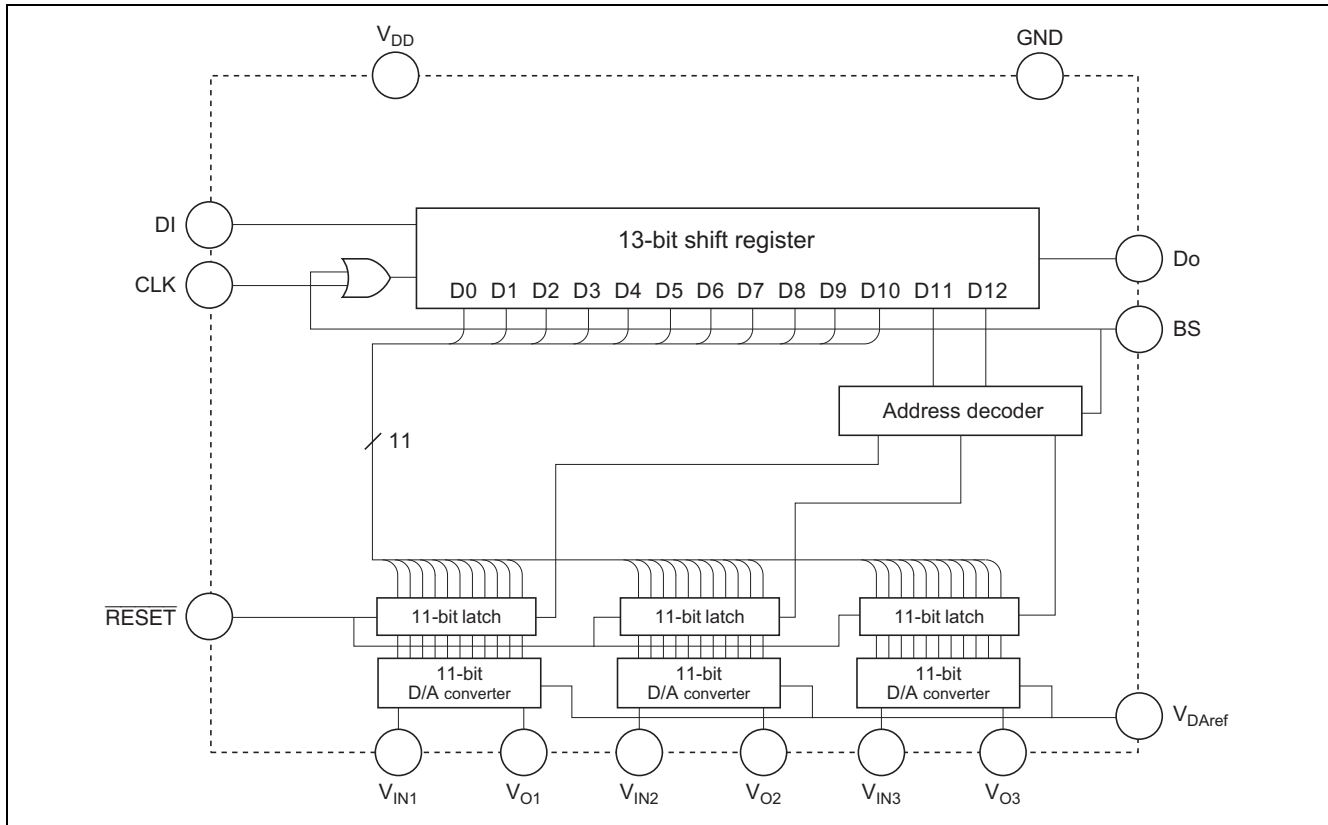 VDD
GND
DI
13-bit shift register
CLK
Do
D0 D1 D2 D3 D4 D5 D6 D7 D8 D9 D10 D11 D12
BS
Address decoder
11
RESET
11-bit latch
11-bit latch
11-bit latch
11-bit
D/A converter
11-bit
D/A converter
11-bit
D/A converter
VDAref
VIN1
VO1
VIN2
VO2
VIN3
VO3